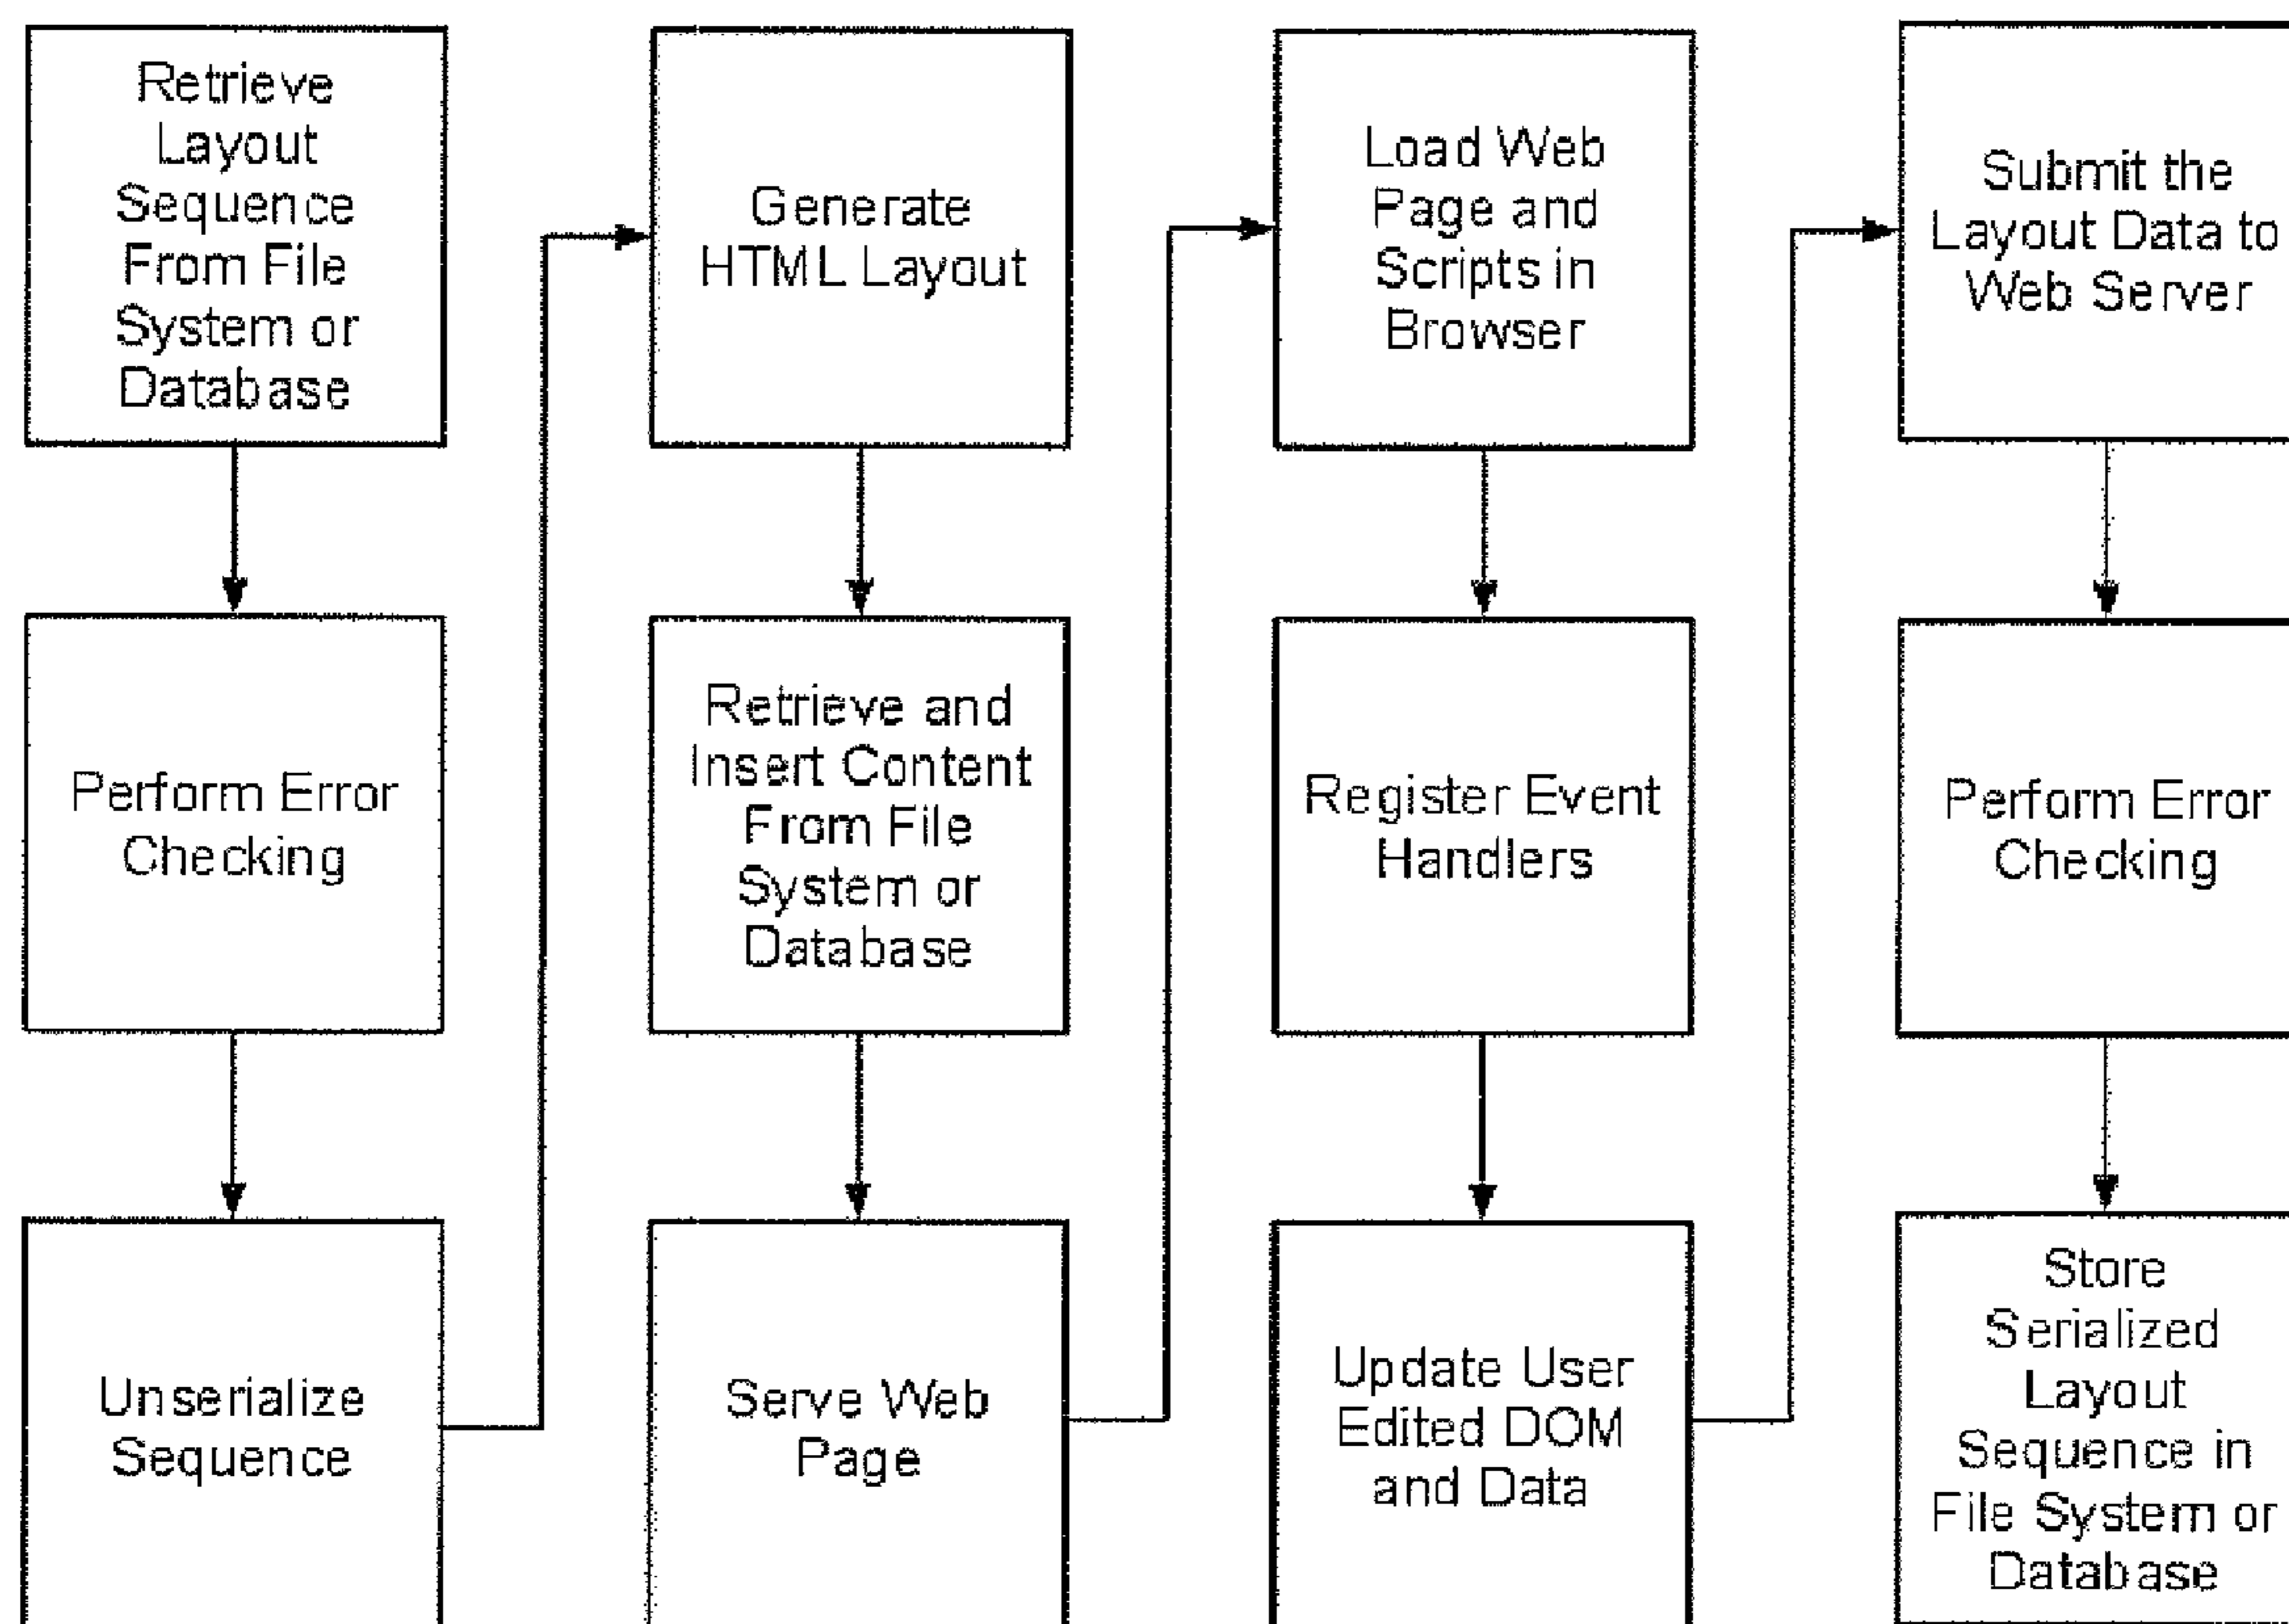 Retrieve
Layout
Sequence
From File
System or
Database
Perform Error
Checking
Unserialize
Sequence
Generate
HTML Layout
Retrieve and
Insert Content
From File
System or
Database
Serve Web
Page
Load Web
Page and
Scripts in
Browser
Register Event
Handlers
Update User
Edited DOM
and Data
Submit the
Layout Data to
Web Server
Perform Error
Checking
Store
Serialized
Layout
Sequence in
File System or
Database